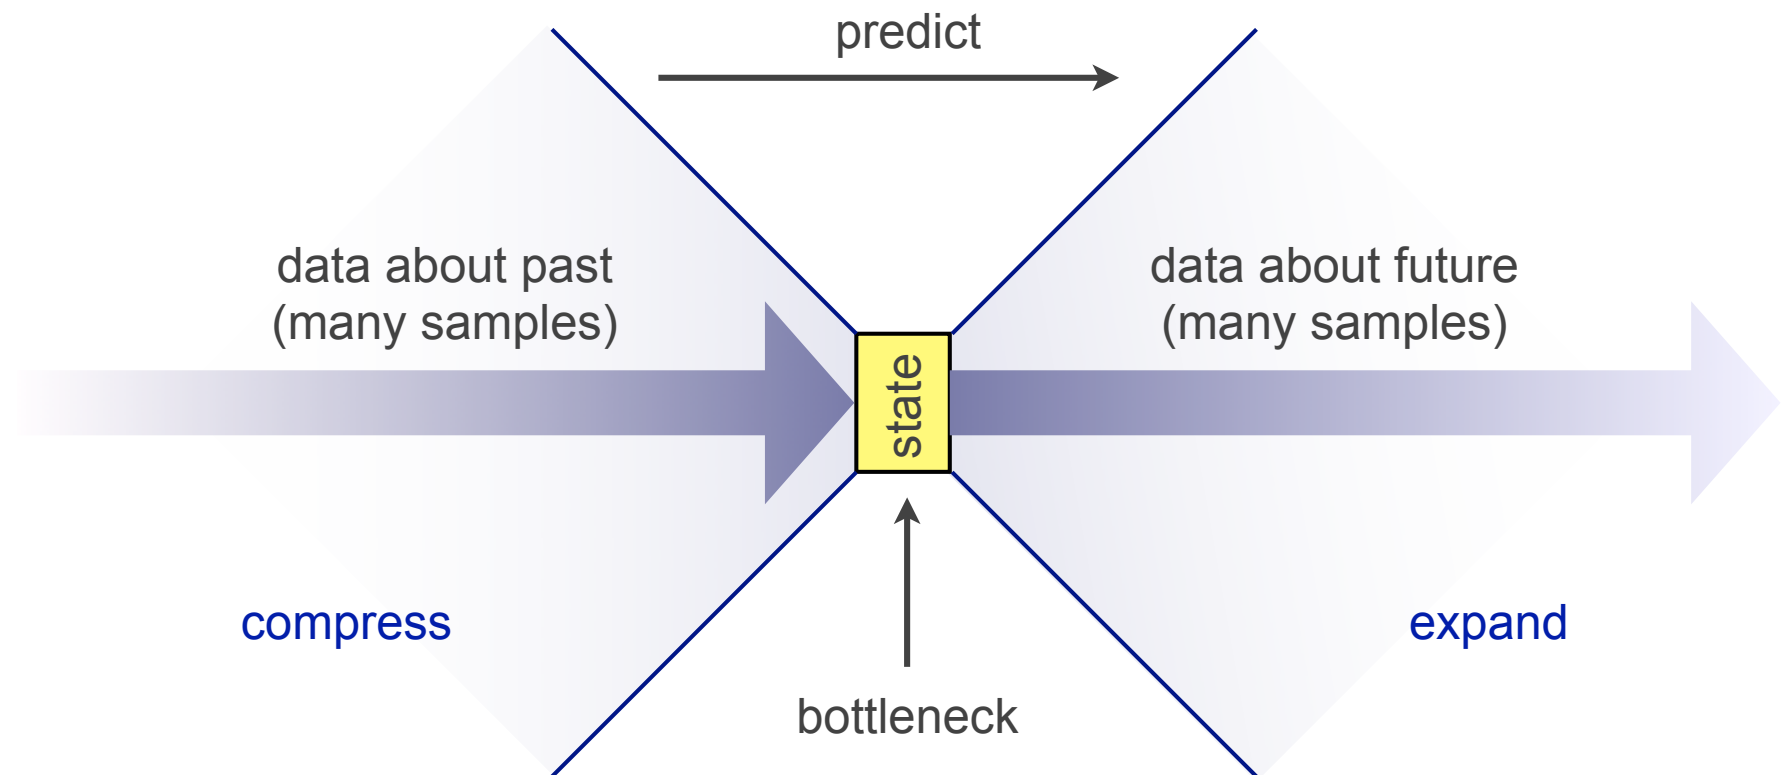 predict
data about past
(many samples)
data about future
(many samples)
state
compress
expand
bottleneck